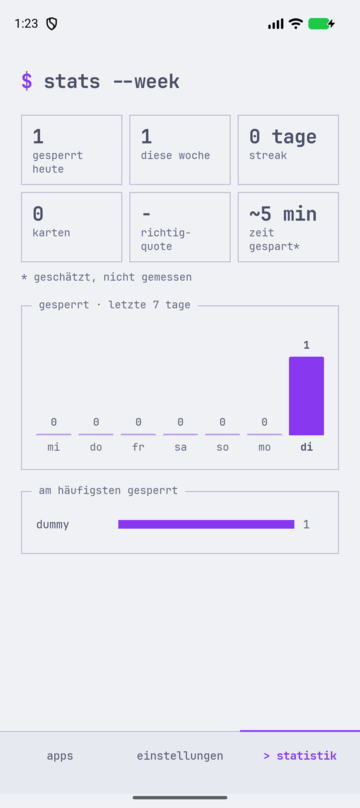 1:23
$ stats --week
1
gesperrt
heute
1
diese woche
0 tage
streak
0
karten
-
richtig-
quote
~5 min
zeit
gespart*
* geschätzt, nicht gemessen
gesperrt · letzte 7 tage
0 0 0 0 0 0 1
mi do fr sa so mo di
am häufigsten gesperrt
dummy 1
apps einstellungen > statistik